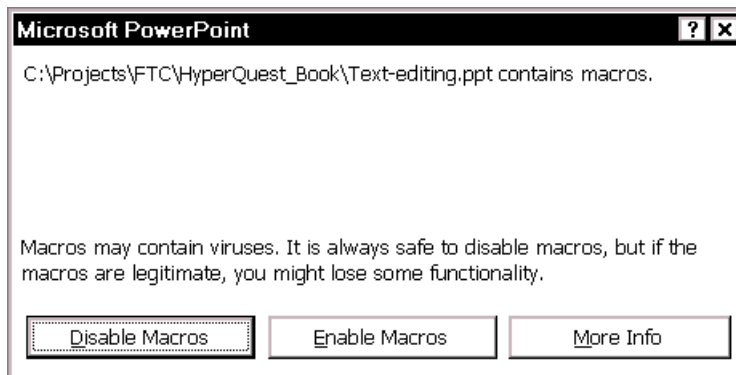 Microsoft PowerPoint
C:\Projects\FTC\HyperQuest_Book\Text-editing.ppt contains macros.
Macros may contain viruses. It is always safe to disable macros, but if the
macros are legitimate, you might lose some functionality.
Disable Macros Enable Macros More Info